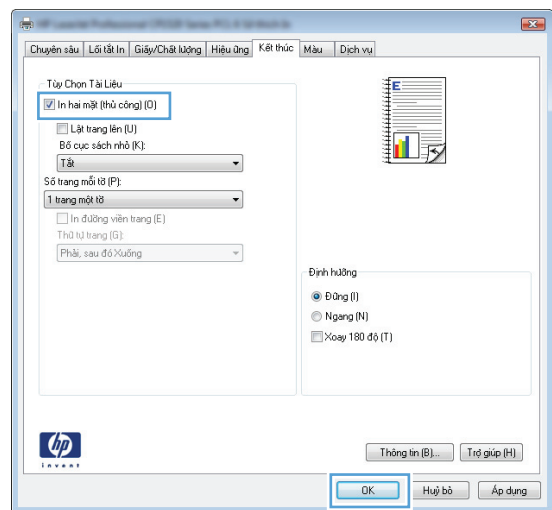 Chuyên sâu Lối tắt In Giấy/Chất lượng Hiệu ứng Kết thúc Màu Dịch vụ
Tùy Chọn Tài Liệu
In hai mặt (thủ công) (O)
Lật trang lên (U)
Bố cục sách nhỏ (K):
Tắt
Số trang mỗi tờ (P):
1 trang một tờ
In đường viền trang (E)
Thứ tự trang (G):
Phải, sau đó Xuống
E
Định hướng
Đứng (I)
Ngang (N)
Xoay 180 độ (T)
hp
invent
Thông tin (B)... Trợ giúp (H)
OK Huỷ bỏ Áp dụng